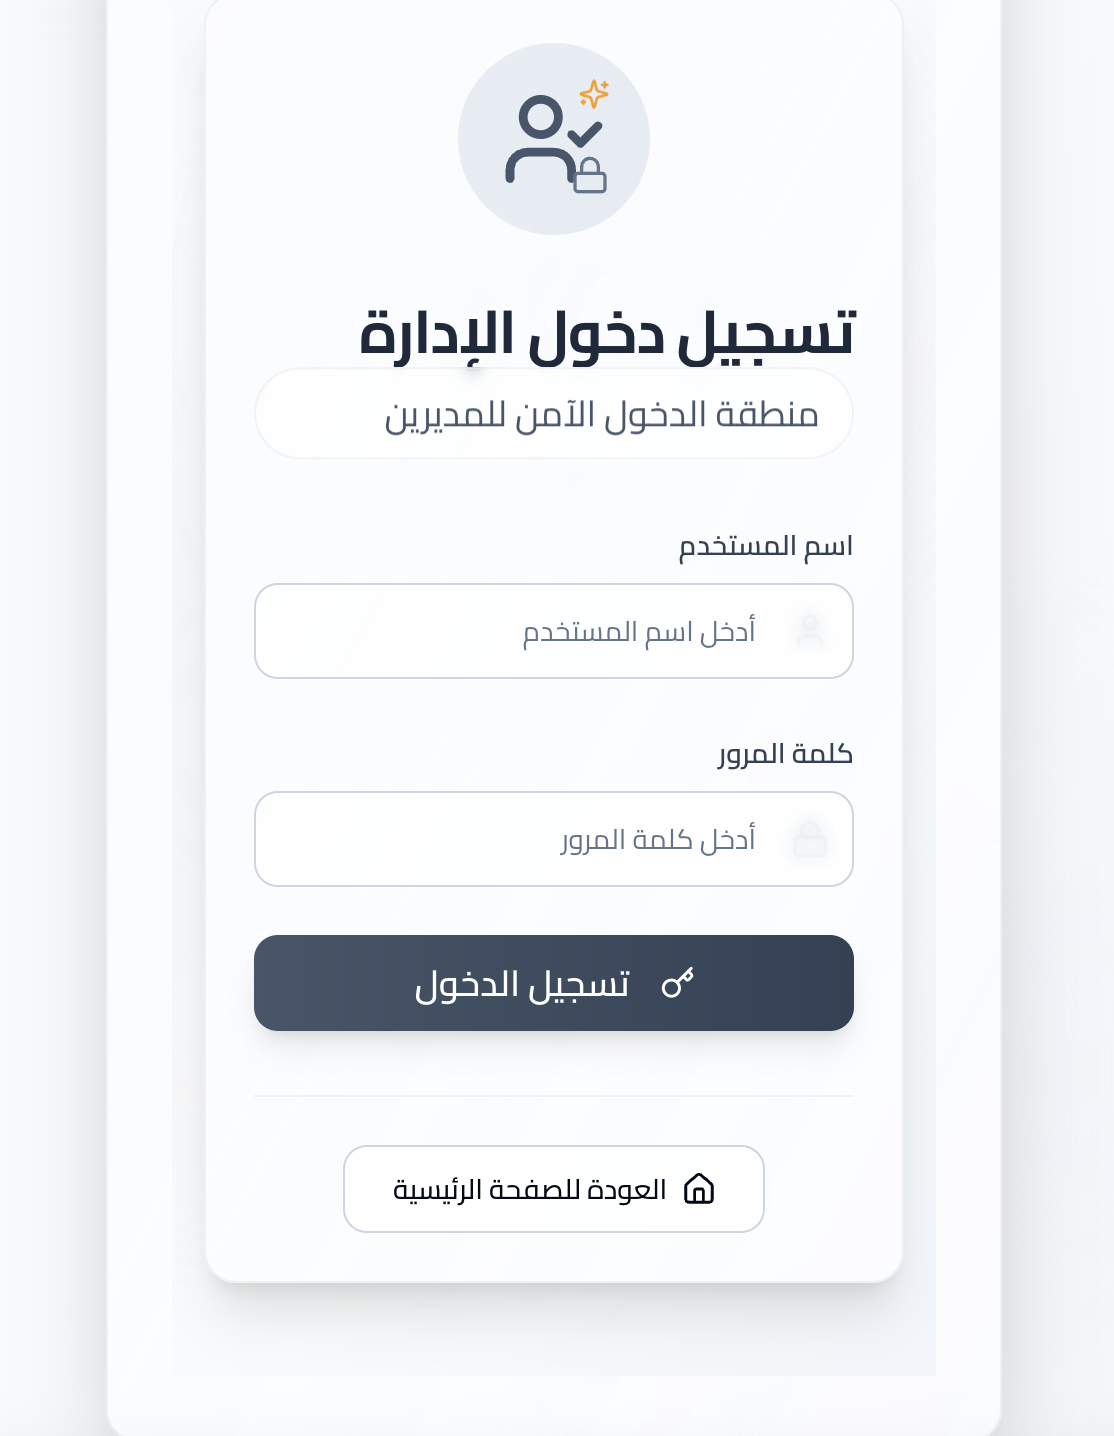 تسجيل دخول الإدارة
منطقة الدخول الآمن للمديرين
اسم المستخدم
أدخل اسم المستخدم
كلمة المرور
أدخل كلمة المرور
تسجيل الدخول
العودة للصفحة الرئيسية